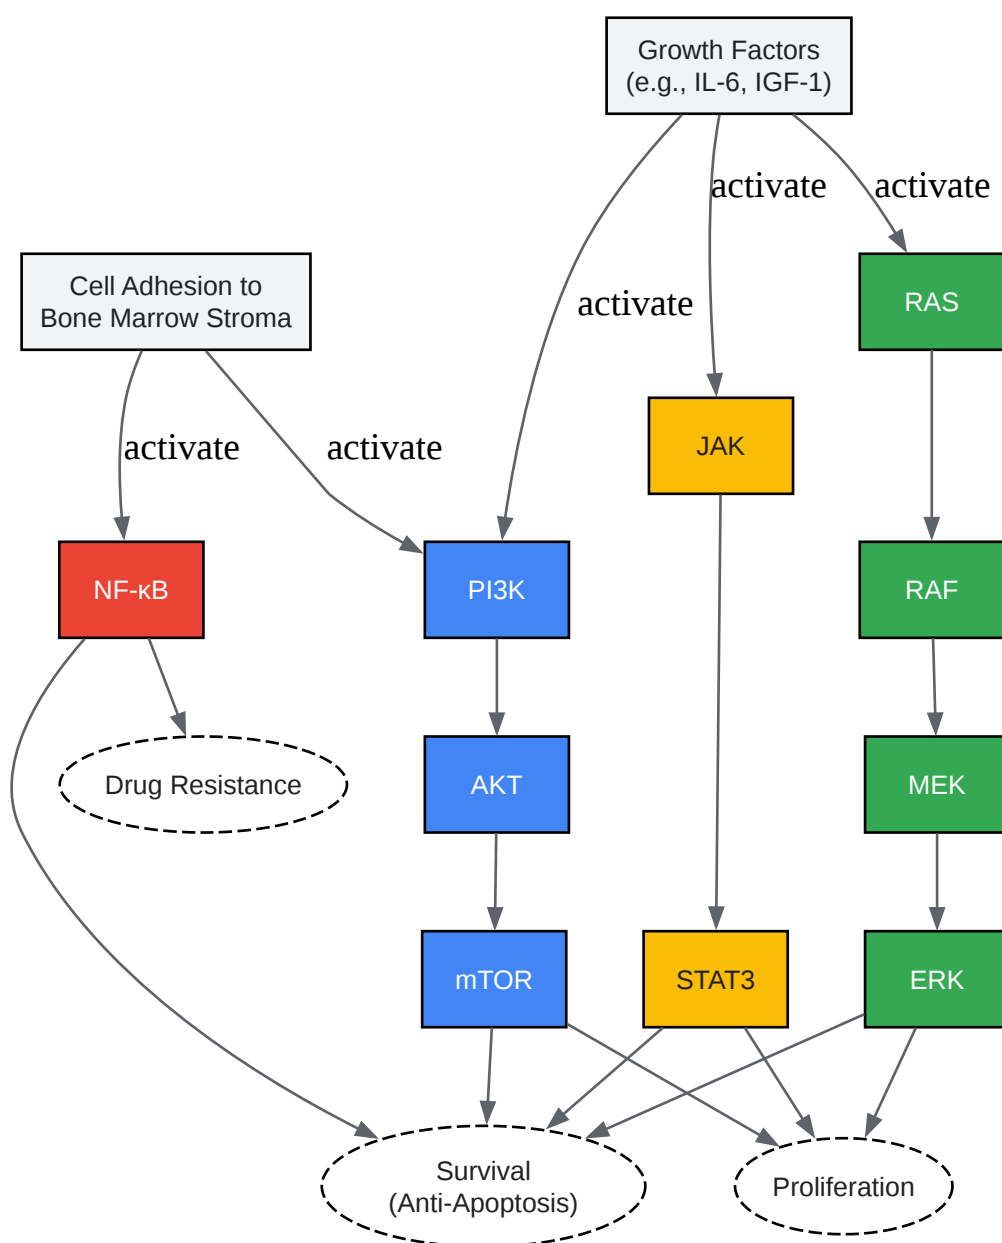 Growth Factors
(e.g., IL-6, IGF-1)
activate
activate
Cell Adhesion to
Bone Marrow Stroma
RAS
activate
activate
activate
JAK
NF-κB
PI3K
RAF
Drug Resistance
AKT
MEK
mTOR
STAT3
ERK
Survival
(Anti-Apoptosis)
Proliferation